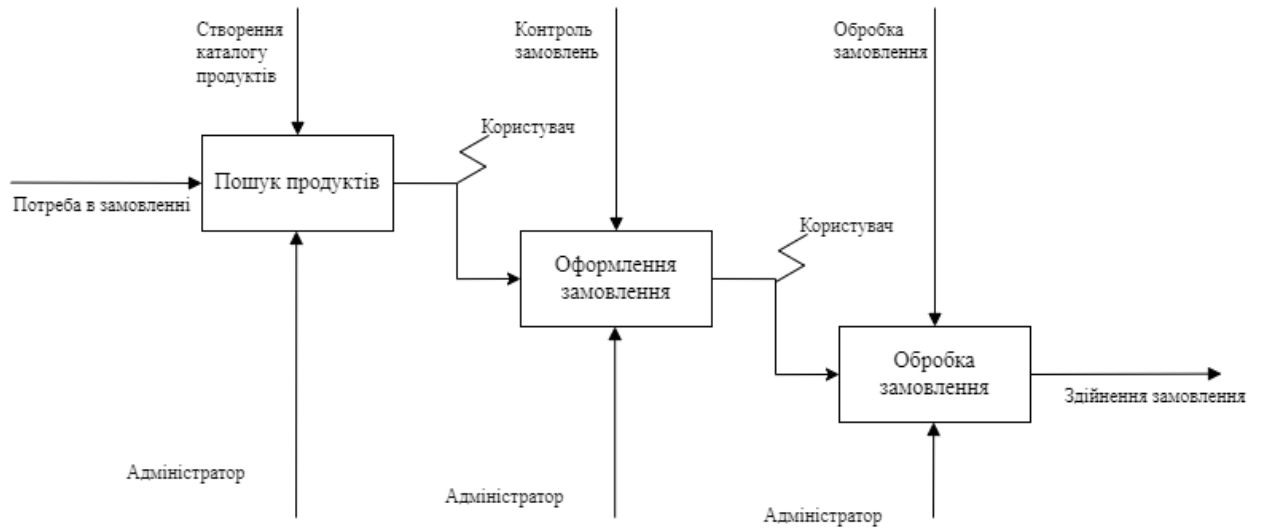 Створення
каталогу
продуктів
Контроль
замовлень
Обробка
замовлення
Користувач
Пошук продуктів
Потреба в замовленні
Користувач
Оформлення
замовлення
Обробка
замовлення
Здійнення замовлення
Адміністратор
Адміністратор
Адміністратор